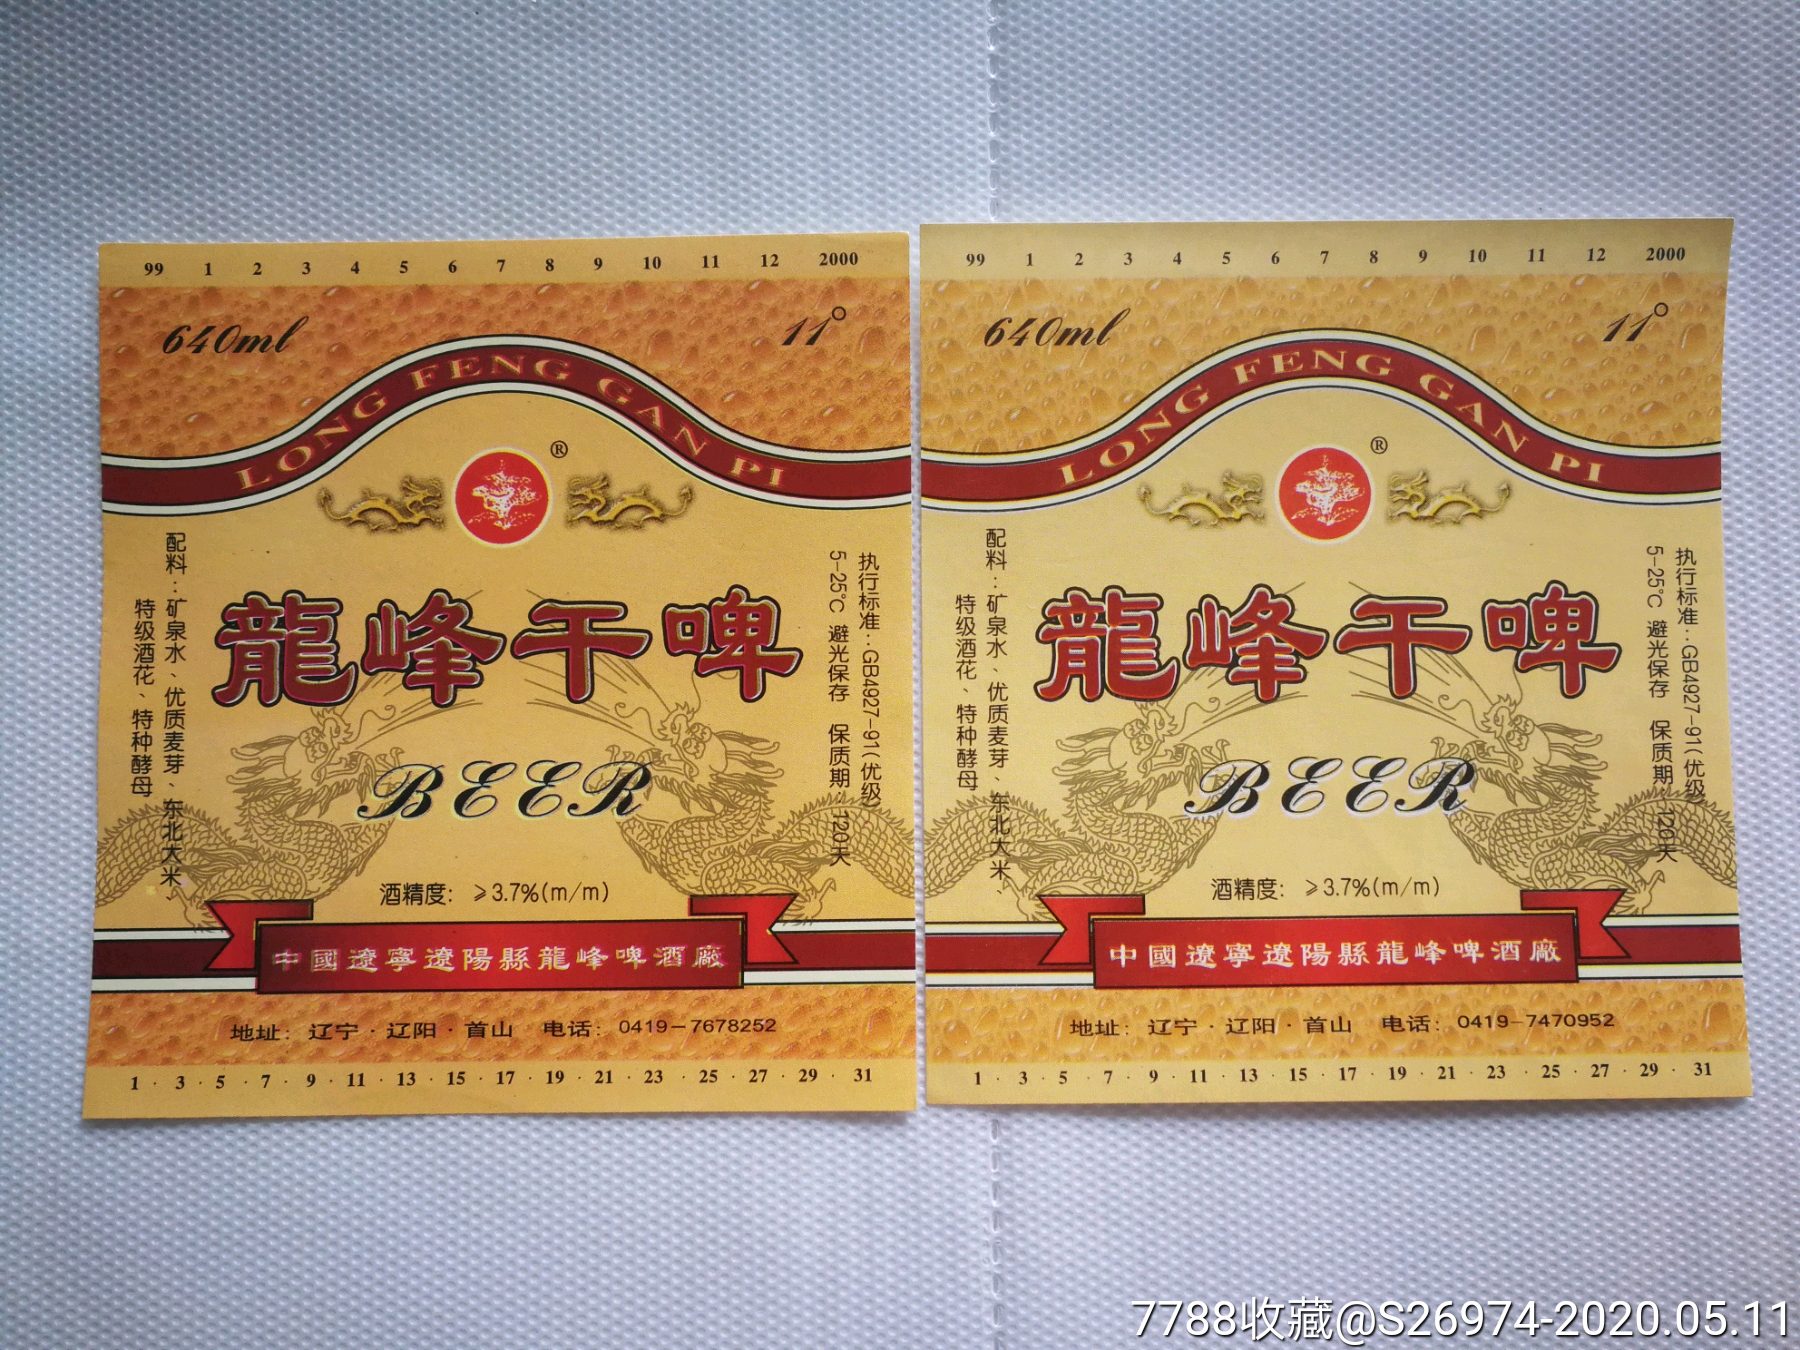 99 1 2 3 4 5 6 7 8 9 10 11 12 2000
640ml
11°
LONG FENG GAN PI
®
配料：矿泉水、优质麦芽、东北大米、
特级酒花、特种酵母
龍峰干啤
BEER
执行标准：GB4927-91(优级)
5-25℃ 避光保存 保质期：120天
酒精度：≥3.7%(m/m)
中國遼寧遼陽縣龍峰啤酒廠
地址：辽宁·辽阳·首山 电话：0419-7678252
1 · 3 · 5 · 7 · 9 · 11 · 13 · 15 · 17 · 19 · 21 · 23 · 25 · 27 · 29 · 31
99 1 2 3 4 5 6 7 8 9 10 11 12 2000
640ml
11°
LONG FENG GAN PI
®
配料：矿泉水、优质麦芽、东北大米、
特级酒花、特种酵母
龍峰干啤
BEER
执行标准：GB4927-91(优级)
5-25℃ 避光保存 保质期：120天
酒精度：≥3.7%(m/m)
中國遼寧遼陽縣龍峰啤酒廠
地址：辽宁·辽阳·首山 电话：0419-7470952
1 · 3 · 5 · 7 · 9 · 11 · 13 · 15 · 17 · 19 · 21 · 23 · 25 · 27 · 29 · 31
7788收藏@S26974-2020.05.11